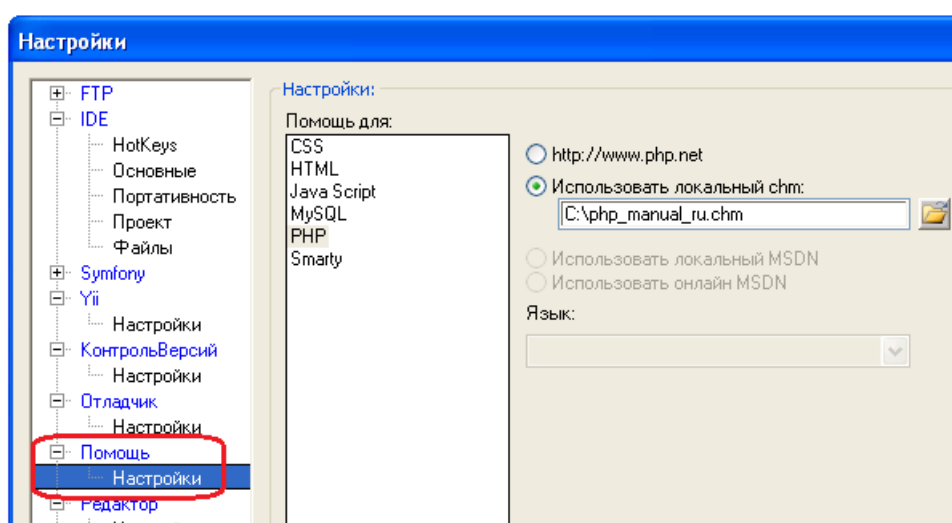 Настройки
FTP
IDE
HotKeys
Основные
Портативность
Проект
Файлы
Symfony
Yii
Настройки
КонтрольВерсий
Настройки
Отладчик
Настройки
Помощь
Настройки
Редактор
Настройки:
Помощь для:
CSS
HTML
Java Script
MySQL
PHP
Smarty
http://www.php.net
Использовать локальный chm:
C:\php_manual_ru.chm
Использовать локальный MSDN
Использовать онлайн MSDN
Язык: